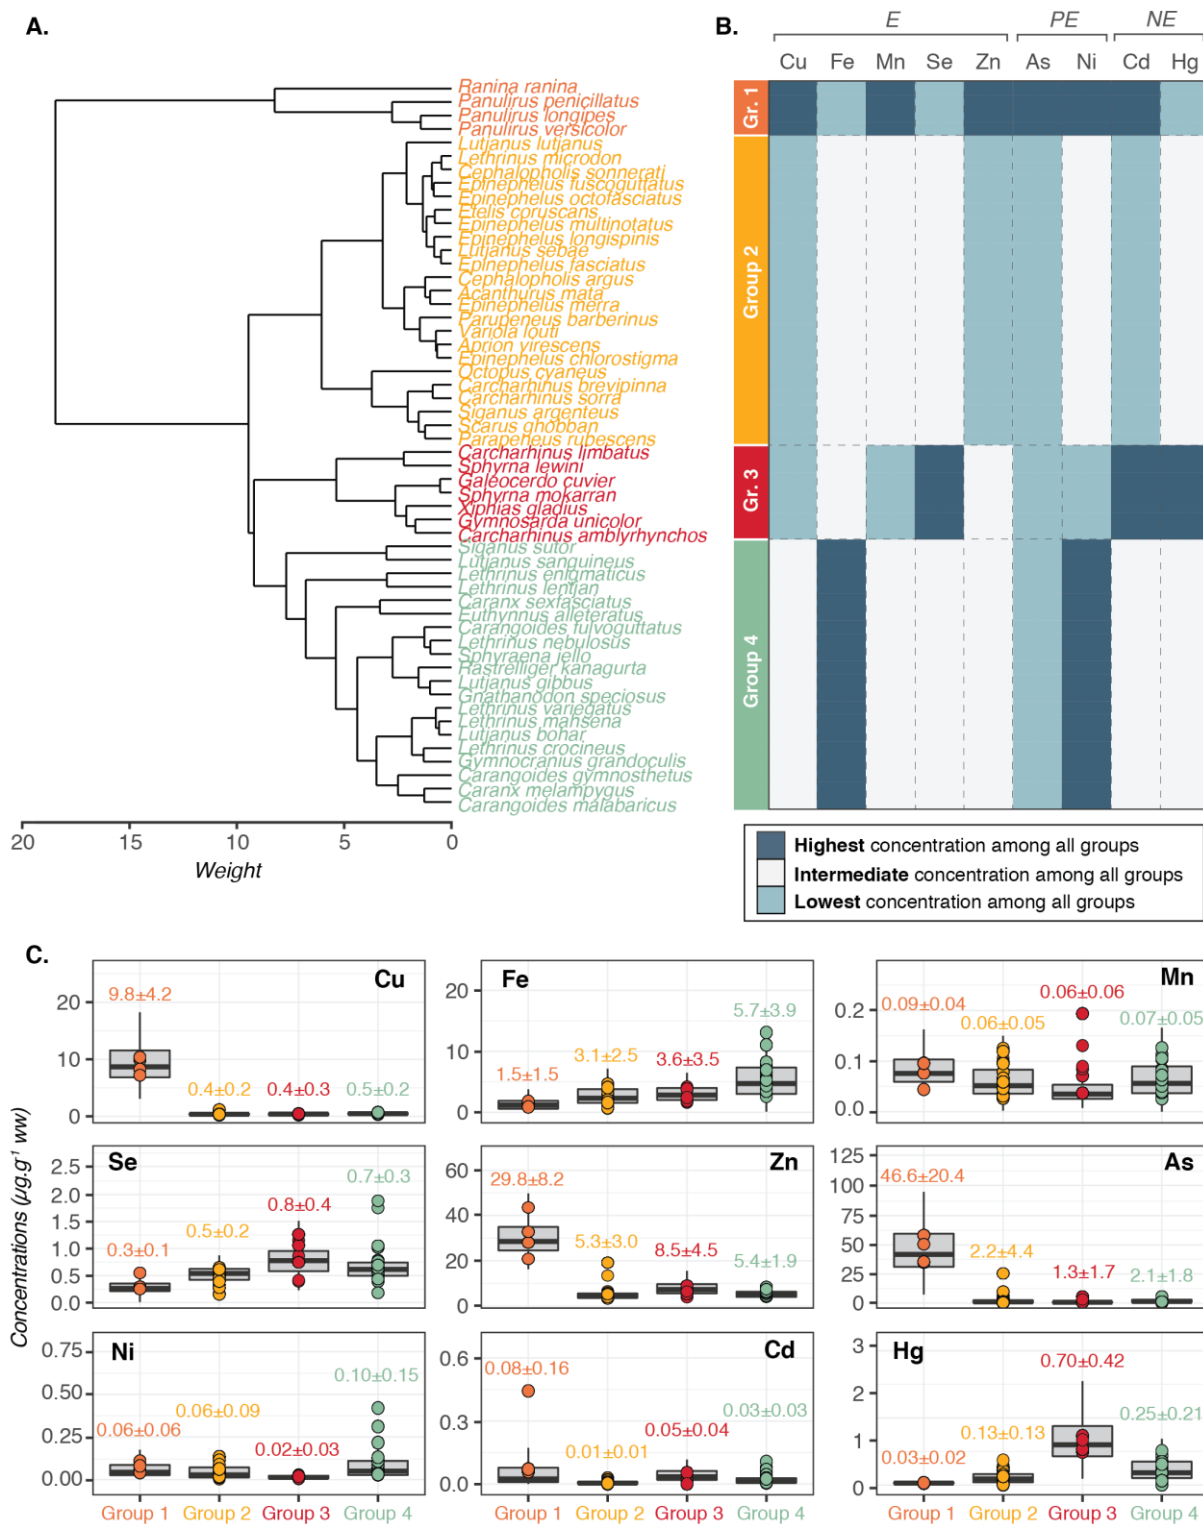 A.
Ranina ranina
Panulirus penicillatus
Panulirus longipes
Panulirus versicolor
Lutjanus lutjanus
Lethrinus microdon
Cephalopholis sonnerati
Epinephelus fuscoguttatus
Epinephelus octofasciatus
Etelis coruscans
Epinephelus multinotatus
Epinephelus longispinis
Lutjanus sebae
Epinephelus fasciatus
Cephalopholis argus
Acanthurus mata
Epinephelus merra
Parupeneus barberinus
Variola louti
Aprion virescens
Epinephelus chlorostigma
Octopus cyaneus
Carcharhinus brevipinna
Carcharhinus sorra
Siganus argenteus
Scarus ghobban
Parapeneus rubescens
Carcharhinus limbatus
Sphyrna lewini
Galeocerdo cuvier
Sphyrna mokarran
Xiphias gladius
Gymnosarda unicolor
Carcharhinus amblyrhynchos
Siganus sutor
Lutjanus sanguineus
Lethrinus enigmaticus
Lethrinus lentjan
Caranx sexfasciatus
Euthynnus alleteratus
Carangoides fulvoguttatus
Lethrinus nebulosus
Sphyraena jello
Rastrelliger kanagurta
Lutjanus gibbus
Gnathanodon speciosus
Lethrinus variegatus
Lethrinus mahsena
Lutjanus bohar
Lethrinus crocineus
Gymnocranius grandoculis
Carangoides gymnosthetus
Caranx melampygus
Carangoides malabaricus
20 15 10 5 0
Weight
B.
E PE NE
Cu Fe Mn Se Zn As Ni Cd Hg
Gr. 1
Group 2
Gr. 3
Group 4
Highest concentration among all groups
Intermediate concentration among all groups
Lowest concentration among all groups
C.
Concentrations (µg.g⁻¹ ww)
Cu
20
10
0
9.8±4.2
0.4±0.2
0.4±0.3
0.5±0.2
Fe
20
10
0
1.5±1.5
3.1±2.5
3.6±3.5
5.7±3.9
Mn
0.2
0.1
0.0
0.09±0.04
0.06±0.05
0.06±0.06
0.07±0.05
Se
2.5
2.0
1.5
1.0
0.5
0.0
0.3±0.1
0.5±0.2
0.8±0.4
0.7±0.3
Zn
60
40
20
0
29.8±8.2
5.3±3.0
8.5±4.5
5.4±1.9
As
125
100
75
50
25
0
46.6±20.4
2.2±4.4
1.3±1.7
2.1±1.8
Ni
0.75
0.50
0.25
0.00
0.06±0.06
0.06±0.09
0.02±0.03
0.10±0.15
Cd
0.6
0.3
0.0
0.08±0.16
0.01±0.01
0.05±0.04
0.03±0.03
Hg
3
2
1
0
0.03±0.02
0.13±0.13
0.70±0.42
0.25±0.21
Group 1 Group 2 Group 3 Group 4
Group 1 Group 2 Group 3 Group 4
Group 1 Group 2 Group 3 Group 4